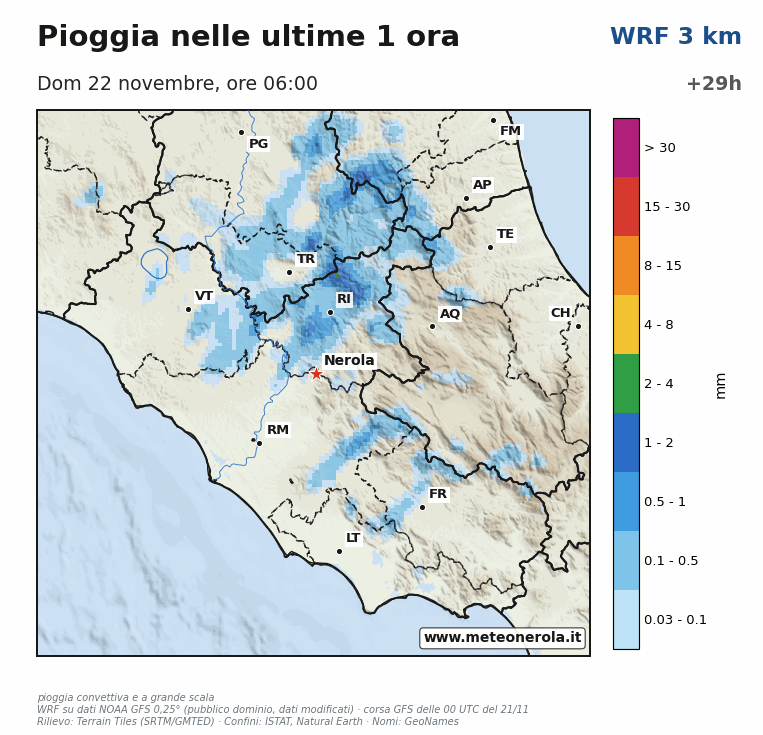 Pioggia nelle ultime 1 ora
WRF 3 km
Dom 22 novembre, ore 06:00
+29h
FM
PG
AP
TE
TR
VT
RI
AQ
CH
Nerola
RM
FR
LT
www.meteonerola.it
> 30
15 - 30
8 - 15
4 - 8
2 - 4
1 - 2
0.5 - 1
0.1 - 0.5
0.03 - 0.1
mm
pioggia convettiva e a grande scala
WRF su dati NOAA GFS 0,25° (pubblico dominio, dati modificati) · corsa GFS delle 00 UTC del 21/11
Rilievo: Terrain Tiles (SRTM/GMTED) · Confini: ISTAT, Natural Earth · Nomi: GeoNames